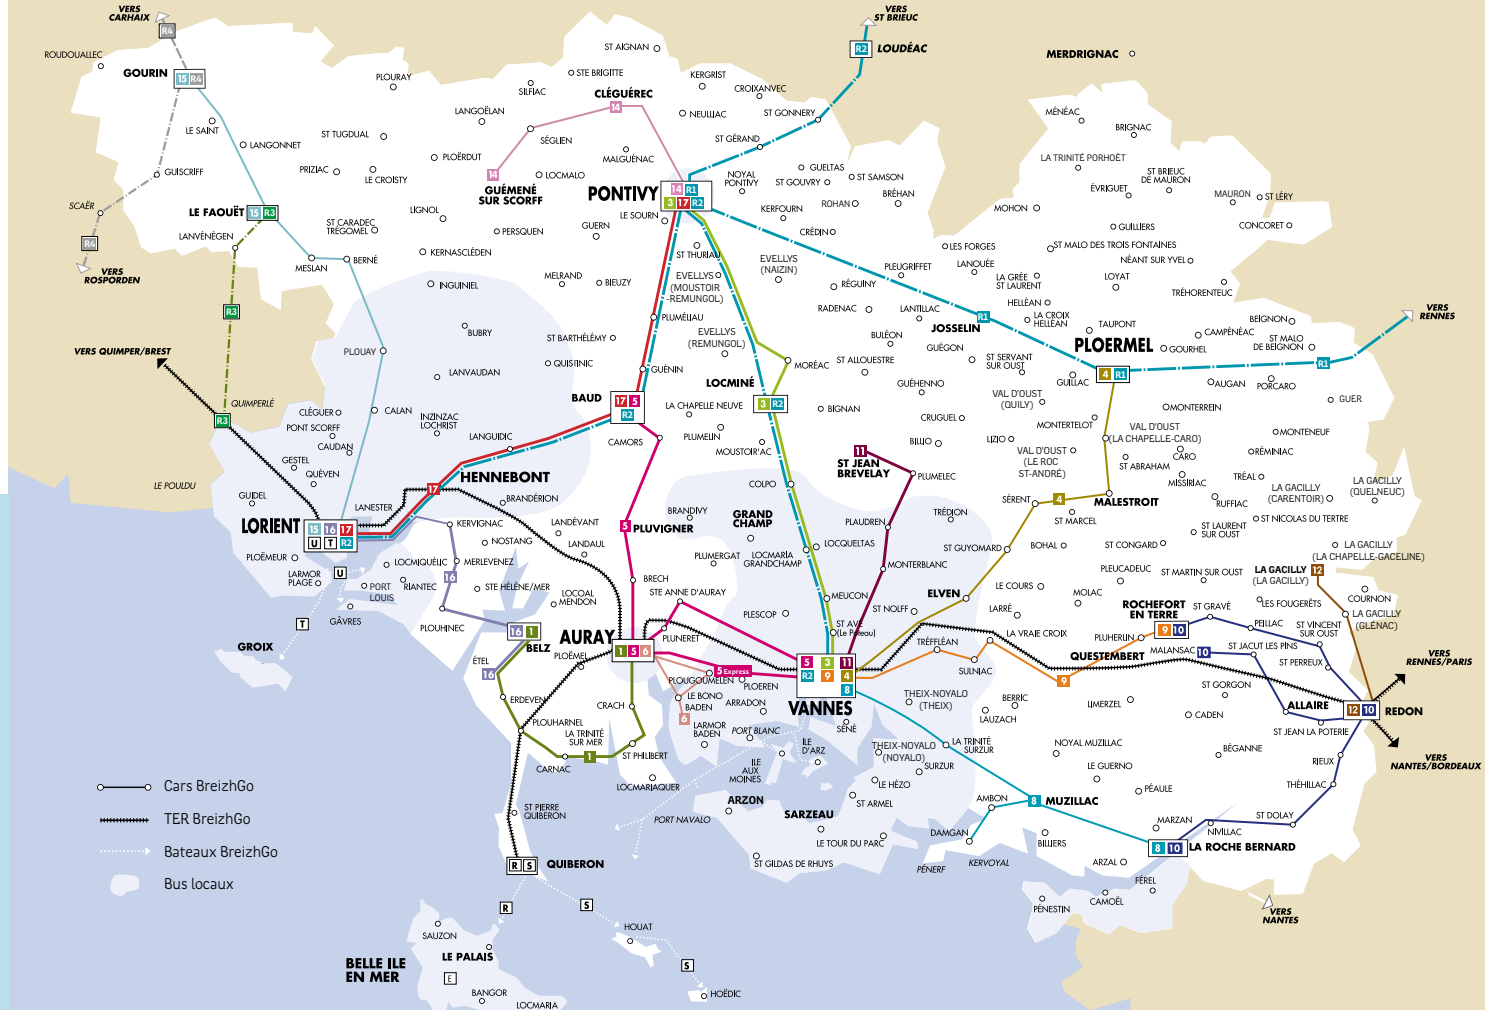 VERS
CARHAIX
R4
ROUDOUALLEC
GOURIN
15 R4
LE SAINT
LANGONNET
GUISCRIFF
SCAËR
R4
VERS
ROSPORDEN
LE FAOUËT
15 R3
LANVÉNÉGEN
MESLAN
BERNÉ
R3
VERS QUIMPER/BREST
QUIMPERLÉ
R3
PLOURAY
ST TUGDUAL
PRIZIAC
LE CROISTY
PLOËRDUT
LANGOËLAN
SILFIAC
ST AIGNAN
STE BRIGITTE
CLÉGUÉREC
14
SÉGLIEN
MALGUÉNAC
LOCMALO
14
GUÉMENÉ
SUR SCORFF
LIGNOL
ST CARADEC
TRÉGOMEL
KERNASCLÉDEN
PERSQUEN
GUERN
LE SOURN
PONTIVY
14 R1
3 17 R2
KERGRIST
CROIXANVEC
NEULLIAC
ST GONNERY
ST GÉRAND
VERS
ST BRIEUC
R2
LOUDÉAC
MERDRIGNAC
NOYAL
PONTIVY
GUELTAS
ST GOUVRY
ST SAMSON
ROHAN
BRÉHAN
KERFOURN
CRÉDIN
ST THURIAU
EVELLYS
(NAIZIN)
EVELLYS
(MOUSTOIR
-REMUNGOL)
EVELLYS
(REMUNGOL)
RÉGUINY
PLEUGRIFFET
RADENAC
LANTILLAC
BULÉON
ST ALLOUESTRE
GUÉHENNO
MÉNÉAC
BRIGNAC
LA TRINITÉ PORHOËT
ST BRIEUC
DE MAURON
ÉVRIGUET
MAURON
ST LÉRY
CONCORET
MOHON
GUILLIERS
ST MALO DES TROIS FONTAINES
NÉANT SUR YVEL
LES FORGES
LANOUÉE
LA GRÉE
ST LAURENT
LOYAT
TRÉHORENTEUC
HELLÉAN
JOSSELIN
R1
LA CROIX
HELLÉAN
TAUPONT
PLOERMEL
4 R1
GOURHEL
CAMPÉNÉAC
BEIGNON
ST MALO
DE BEIGNON
R1
VERS
RENNES
GUÉGON
ST SERVANT
SUR OUST
GUILLAC
AUGAN
PORCARO
GUER
MONTERREIN
MONTENEUF
RÉMINIAC
INGUINIEL
MELRAND
BIEUZY
BUBRY
ST BARTHÉLÉMY
PLUMÉLIAU
QUISTINIC
GUÉNIN
PLOUAY
LANVAUDAN
CLÉGUER
CALAN
PONT SCORFF
INZINZAC
LOCHRIST
CAUDAN
GESTEL
QUÉVEN
GUIDEL
LE POULDU
LANGUIDIC
BAUD
17 5
R2
LOCMINÉ
3 R2
MORÉAC
LA CHAPELLE NEUVE
PLUMELIN
MOUSTOIR'AC
BIGNAN
CAMORS
CRUGUEL
BILLIO
LIZIO
VAL D'OUST
(QUILY)
MONTERTELOT
VAL D'OUST
(LA CHAPELLE-CARO)
VAL D'OUST
(LE ROC
ST-ANDRÉ)
ST ABRAHAM
CARO
MISSIRIAC
TRÉAL
RUFFIAC
LA GACILLY
(CARENTOIR)
LA GACILLY
(QUELNEUC)
11
ST JEAN
BREVELAY
PLUMELEC
SÉRENT
4
MALESTROIT
ST MARCEL
ST NICOLAS DU TERTRE
ST LAURENT
SUR OUST
HENNEBONT
17
LANESTER
LORIENT
15 16 17
U T R2
BRANDÉRION
KERVIGNAC
NOSTANG
LANDÉVANT
LANDAUL
5
PLUVIGNER
BRANDIVY
COLPO
GRAND
CHAMP
LOCMARIA
GRANDCHAMP
LOCQUELTAS
PLUMERGAT
PLAUDREN
TRÉDION
ST GUYOMARD
MONTERBLANC
BOHAL
ST CONGARD
PLEUCADEUC
ST MARTIN SUR OUST
LA GACILLY
(LA CHAPELLE-GACELINE)
LA GACILLY
(LA GACILLY)
12
COURNON
LES FOUGERÊTS
LA GACILLY
(GLÉNAC)
PLOËMEUR
LARMOR
PLAGE
U
T
GROIX
GÂVRES
PORT
LOUIS
LOCMIQUÉLIC
RIANTEC
MERLEVENEZ
16
STE HÉLÈNE/MER
PLOUHINEC
LOCOAL
MENDON
BRECH
STE ANNE D'AURAY
AURAY
1 5 6
PLUNERET
16 1
BELZ
PLOËMEL
ÉTEL
16
ERDEVEN
PLOUHARNEL
CRACH
LA TRINITÉ
SUR MER
1
CARNAC
ST PHILIBERT
LOCMARIAQUER
MEUCON
PLESCOP
ST AVÉ
(Le Poteau)
ST NOLFF
ELVEN
LE COURS
LARRÉ
MOLAC
TRÉFFLÉAN
LA VRAIE CROIX
SULNIAC
ROCHEFORT
EN TERRE
9 10
PLUHERLIN
QUESTEMBERT
MALANSAC
10
ST GRAVÉ
PEILLAC
ST VINCENT
SUR OUST
ST JACUT LES PINS
ST PERREUX
9
5 Express
PLOUGOUMELEN
PLOEREN
LE BONO
BADEN
6
ARRADON
LARMOR
BADEN
PORT BLANC
VANNES
5 3 11
R2 9 4
8
SÉNÉ
ILE
D'ARZ
ILE
AUX
MOINES
THEIX-NOYALO
(THEIX)
THEIX-NOYALO
(NOYALO)
LE HÉZO
SURZUR
LA TRINITÉ
SURZUR
BERRIC
LAUZACH
LIMERZEL
ST GORGON
CADEN
ALLAIRE
ST JEAN LA POTERIE
12 10
REDON
VERS
RENNES/PARIS
VERS
NANTES/BORDEAUX
NOYAL MUZILLAC
BÉGANNE
RIEUX
THÉHILLAC
LE GUERNO
PÉAULE
8
MUZILLAC
AMBON
DAMGAN
KERVOYAL
PÉNERF
BILLIERS
MARZAN
NIVILLAC
ST DOLAY
8 10
LA ROCHE BERNARD
ARZAL
FÉREL
CAMOËL
PÉNESTIN
VERS
NANTES
ARZON
PORT NAVALO
SARZEAU
ST ARMEL
LE TOUR DU PARC
ST GILDAS DE RHUYS
ST PIERRE
QUIBERON
R S
QUIBERON
R
S
SAUZON
LE PALAIS
BELLE ILE
EN MER
E
BANGOR
LOCMARIA
HOUAT
S
HOËDIC
Cars BreizhGo
TER BreizhGo
Bateaux BreizhGo
Bus locaux